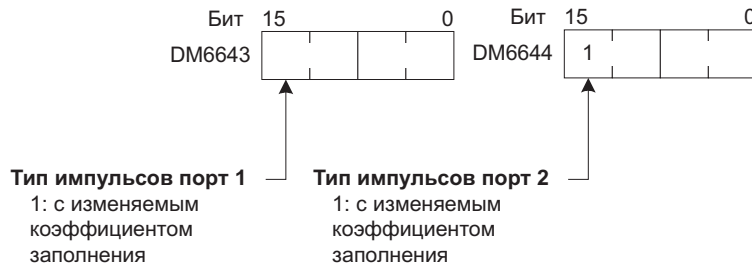 Бит 15 0
DM6643
Бит 15 0
DM6644 1
Тип импульсов порт 1
1: с изменяемым
коэффициентом
заполнения
Тип импульсов порт 2
1: с изменяемым
коэффициентом
заполнения